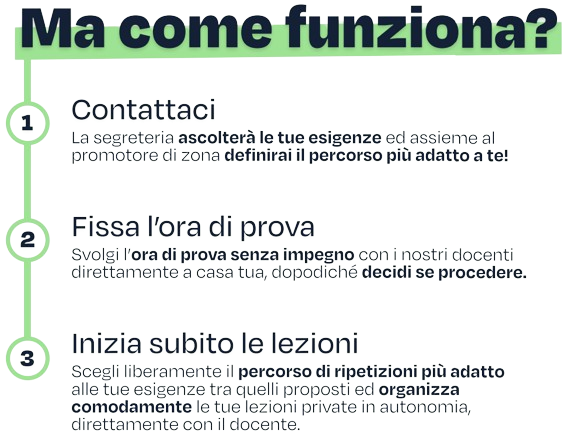 Ma come funziona?
1
Contattaci
La segreteria ascolterà le tue esigenze ed assieme al
promotore di zona definirai il percorso più adatto a te!
2
Fissa l'ora di prova
Svolgi l'ora di prova senza impegno con i nostri docenti
direttamente a casa tua, dopodiché decidi se procedere.
3
Inizia subito le lezioni
Scegli liberamente il percorso di ripetizioni più adatto
alle tue esigenze tra quelli proposti ed organizza
comodamente le tue lezioni private in autonomia,
direttamente con il docente.